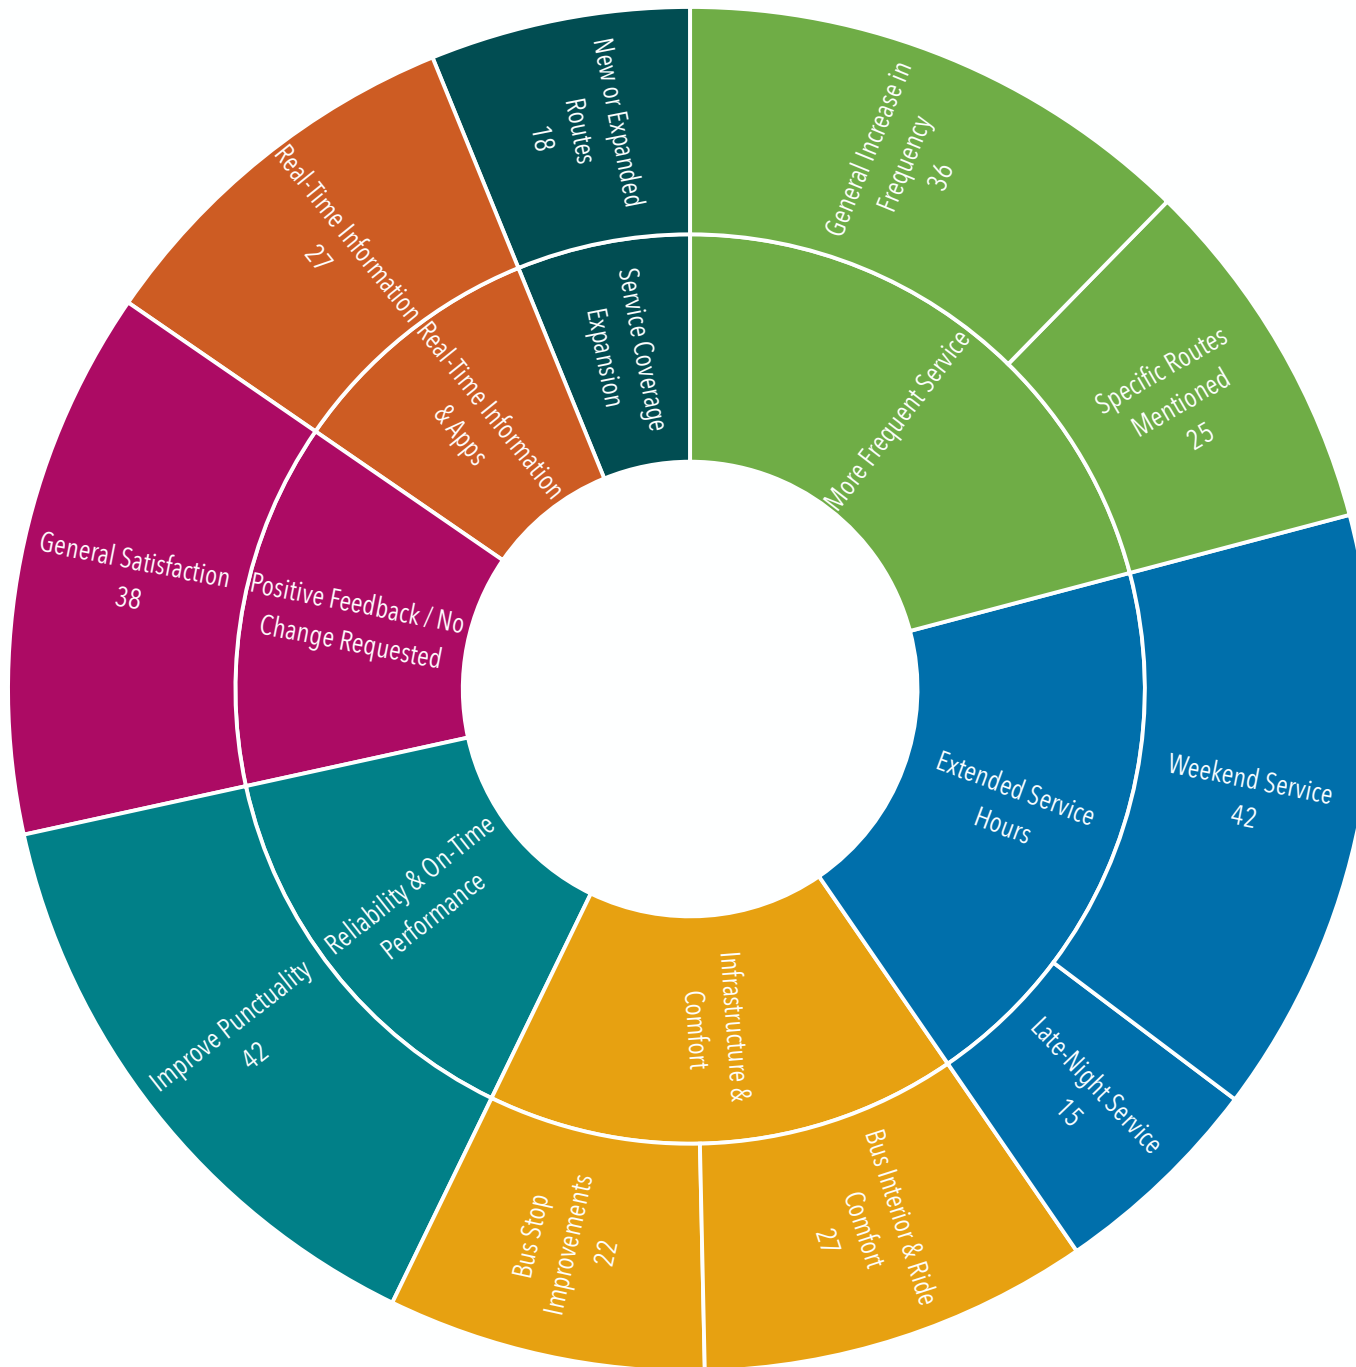 General Increase in
Frequency
36
Specific Routes
Mentioned
25
More Frequent Service
Weekend Service
42
Late-Night Service
15
Extended Service
Hours
Bus Interior & Ride
Comfort
27
Bus Stop
Improvements
22
Infrastructure &
Comfort
Improve Punctuality
42
Reliability & On-Time
Performance
General Satisfaction
38
Positive Feedback / No
Change Requested
Real-Time Information
27
Real-Time Information
& Apps
New or Expanded
Routes
18
Service Coverage
Expansion